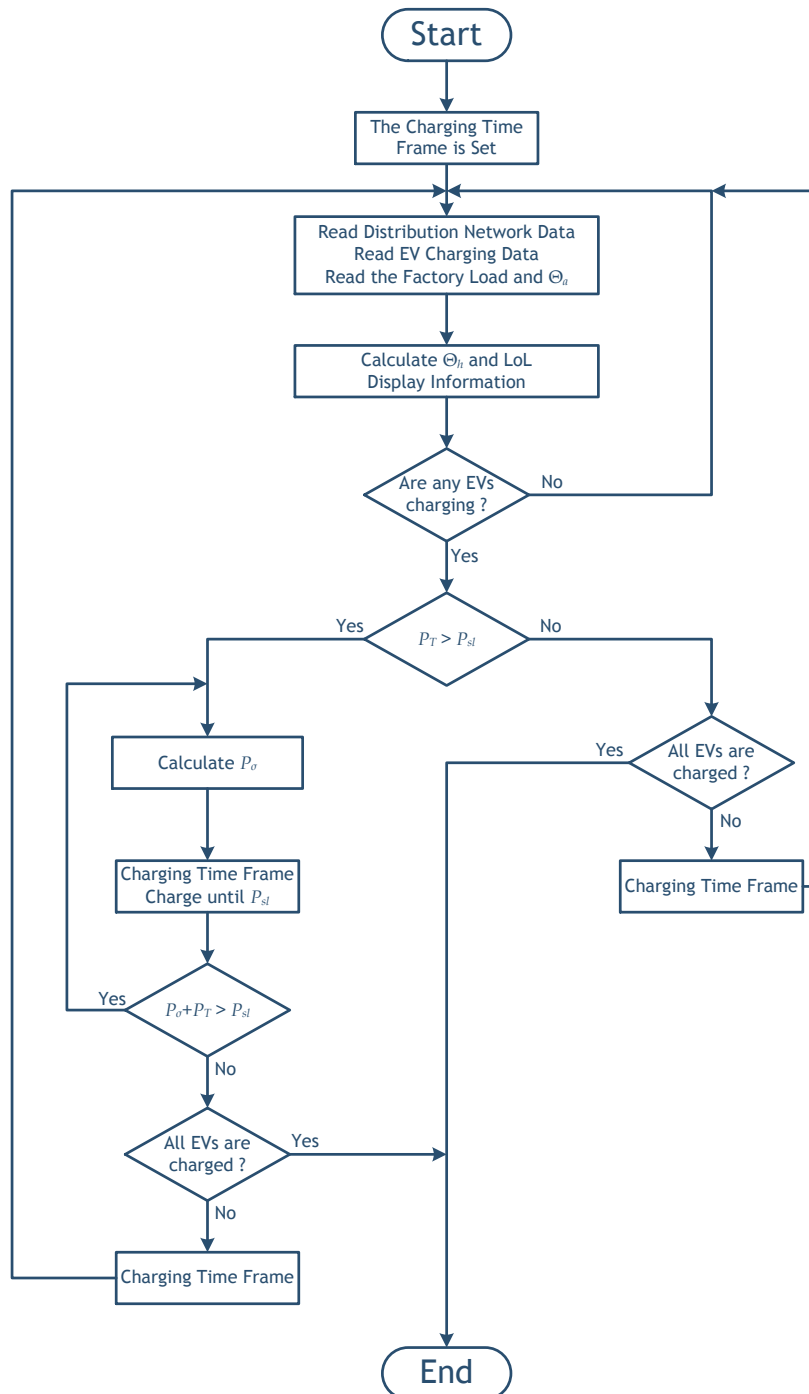 Start
The Charging Time
Frame is Set
Read Distribution Network Data
Read EV Charging Data
Read the Factory Load and Θa
Calculate Θh and LoL
Display Information
Are any EVs
charging ?
No
Yes
Yes
PT > Psl
No
Calculate Pσ
Yes
All EVs are
charged ?
No
Charging Time Frame
Charge until Psl
Charging Time Frame
Yes
Pσ+PT > Psl
No
All EVs are
charged ?
Yes
No
Charging Time Frame
End